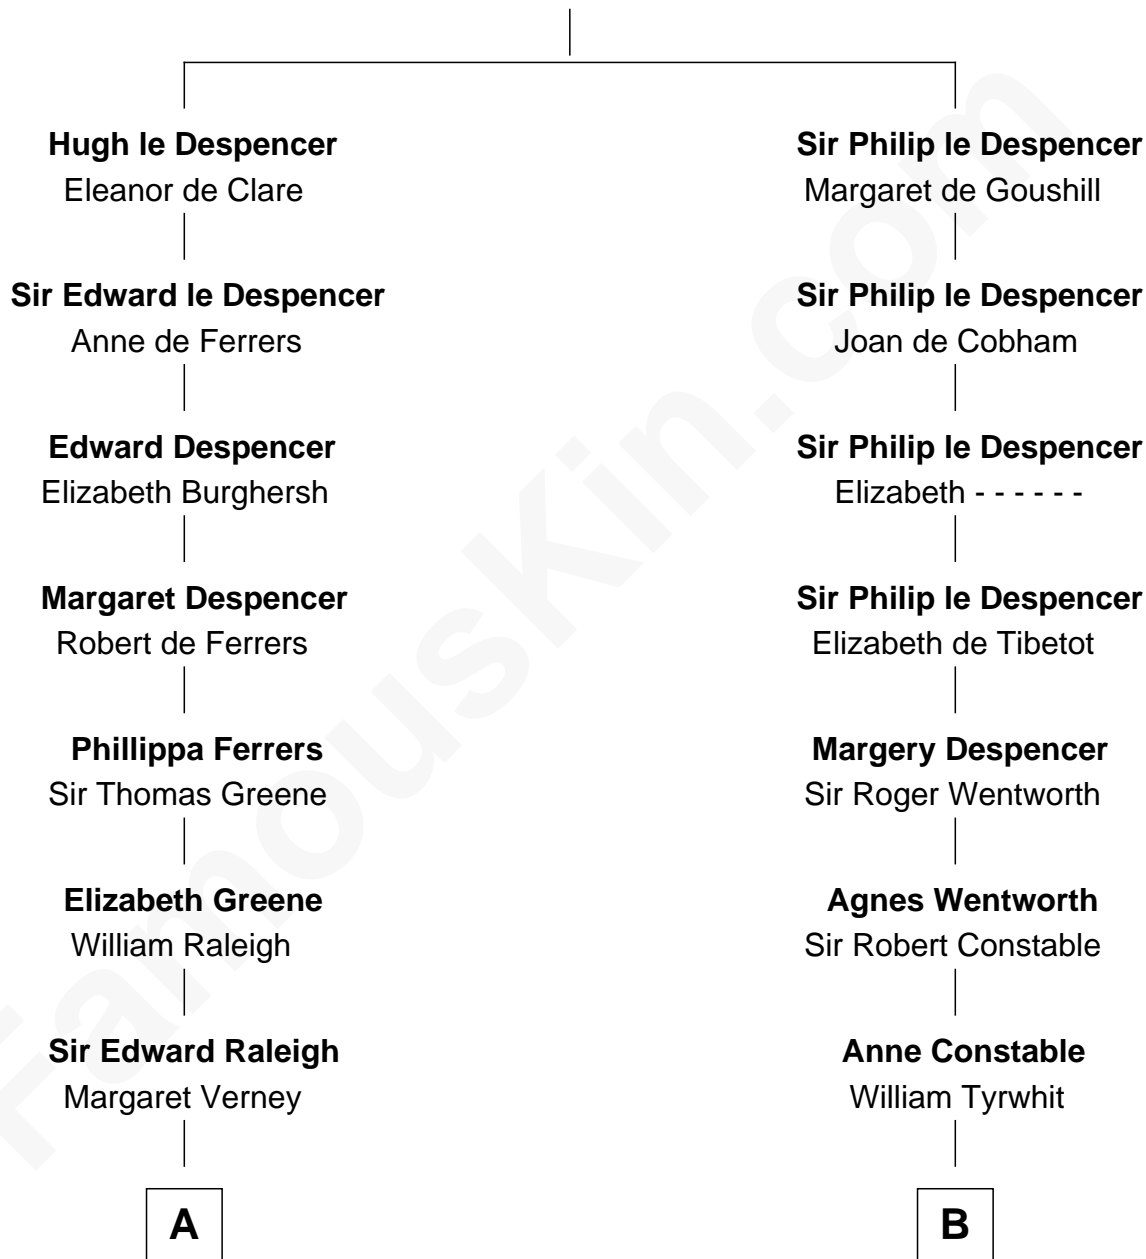 Hugh le Despencer
Eleanor de Clare
Sir Edward le Despencer
Anne de Ferrers
Edward Despencer
Elizabeth Burghersh
Margaret Despencer
Robert de Ferrers
Phillippa Ferrers
Sir Thomas Greene
Elizabeth Greene
William Raleigh
Sir Edward Raleigh
Margaret Verney
A
Sir Philip le Despencer
Margaret de Goushill
Sir Philip le Despencer
Joan de Cobham
Sir Philip le Despencer
Elizabeth - - - - - -
Sir Philip le Despencer
Elizabeth de Tibetot
Margery Despencer
Sir Roger Wentworth
Agnes Wentworth
Sir Robert Constable
Anne Constable
William Tyrwhit
B
FamousKin.com